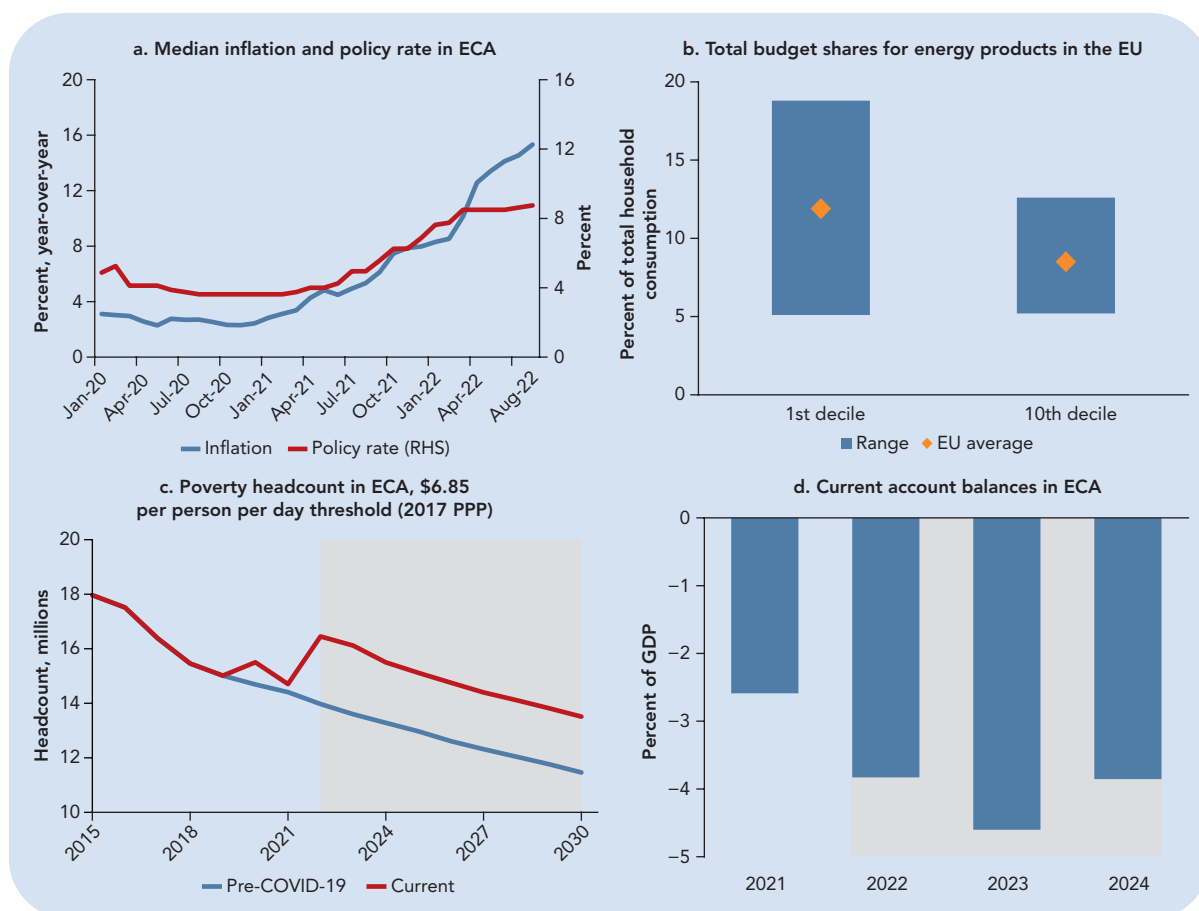 a. Median inflation and policy rate in ECA
Percent, year-over-year
20
16
12
8
4
0
16
12
8
4
0
Percent
Jan-20
Apr-20
Jul-20
Oct-20
Jan-21
Apr-21
Jul-21
Oct-21
Jan-22
Apr-22
Aug-22
Inflation
Policy rate (RHS)
b. Total budget shares for energy products in the EU
Percent of total household
consumption
20
15
10
5
0
1st decile
10th decile
Range
EU average
c. Poverty headcount in ECA, $6.85
per person per day threshold (2017 PPP)
Headcount, millions
20
18
16
14
12
10
2015
2018
2021
2024
2027
2030
Pre-COVID-19
Current
d. Current account balances in ECA
Percent of GDP
0
−1
−2
−3
−4
−5
2021
2022
2023
2024